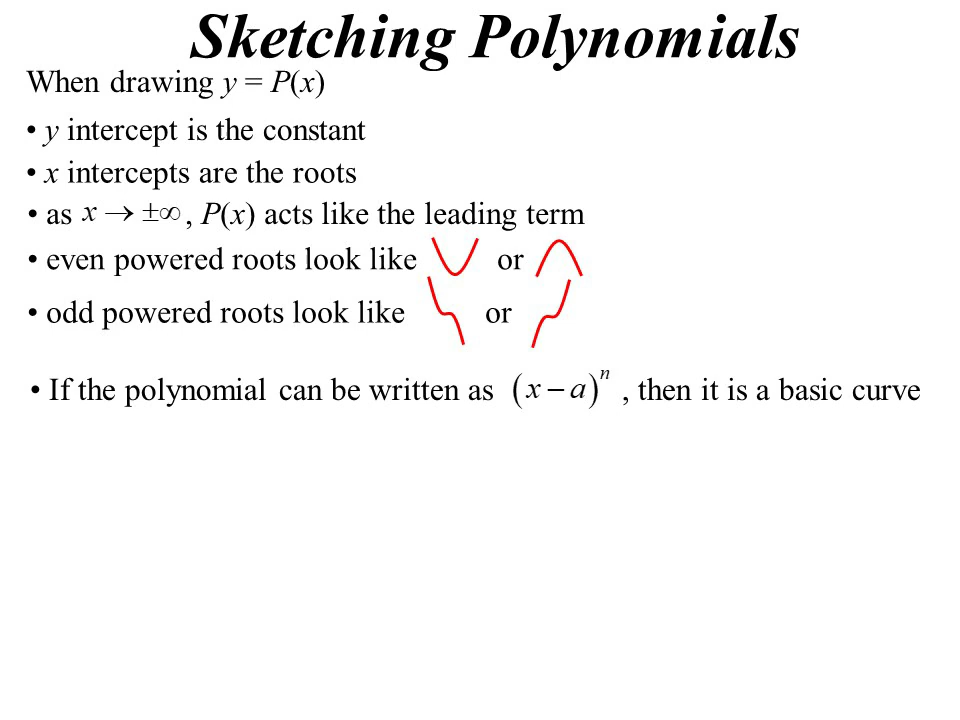 Sketching Polynomials
When drawing y = P(x)
• y intercept is the constant
• x intercepts are the roots
• as x → ±∞, P(x) acts like the leading term
• even powered roots look like or
• odd powered roots look like or
• If the polynomial can be written as (x − a)ⁿ, then it is a basic curve